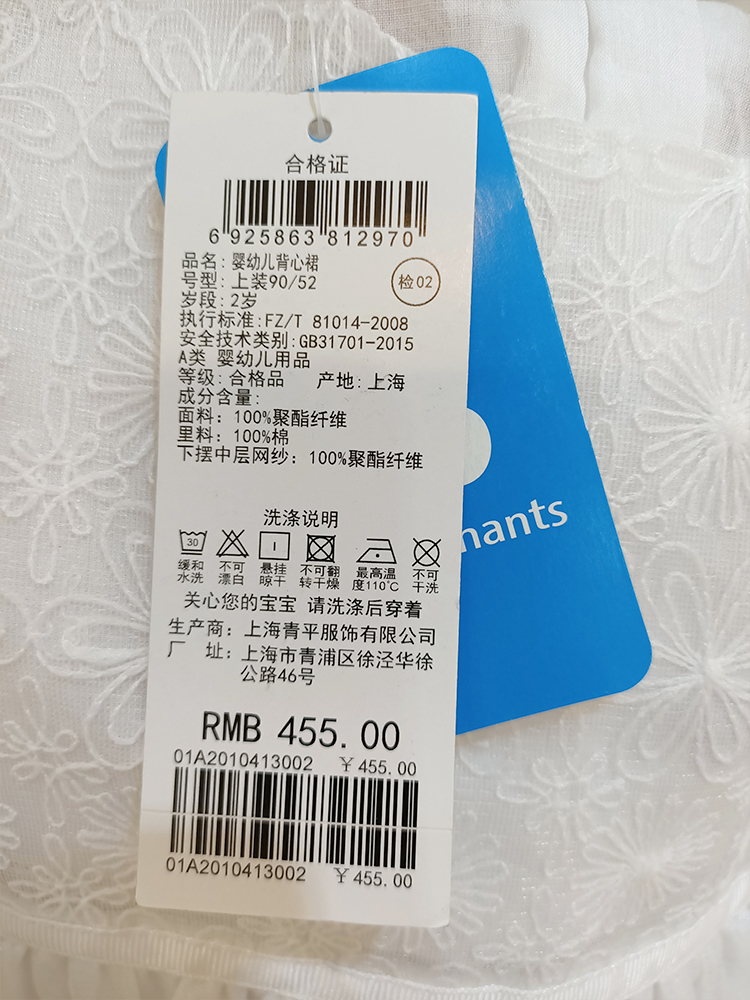 合格证
6 925863 812970
品名: 婴幼儿背心裙
号型: 上装90/52
检02
岁段: 2岁
执行标准:FZ/T 81014-2008
安全技术类别:GB31701-2015
A类 婴幼儿用品
等级: 合格品 产地: 上海
成分含量:
面料: 100%聚酯纤维
里料: 100%棉
下摆中层网纱: 100%聚酯纤维
洗涤说明
30
缓和水洗
不可漂白
悬挂晾干
不可翻转干燥
最高温度110℃
不可干洗
关心您的宝宝 请洗涤后穿着
生产商: 上海青平服饰有限公司
厂 址: 上海市青浦区徐泾华徐
公路46号
RMB 455.00
01A2010413002 ¥ 455.00
01A2010413002 ¥ 455.00
hants